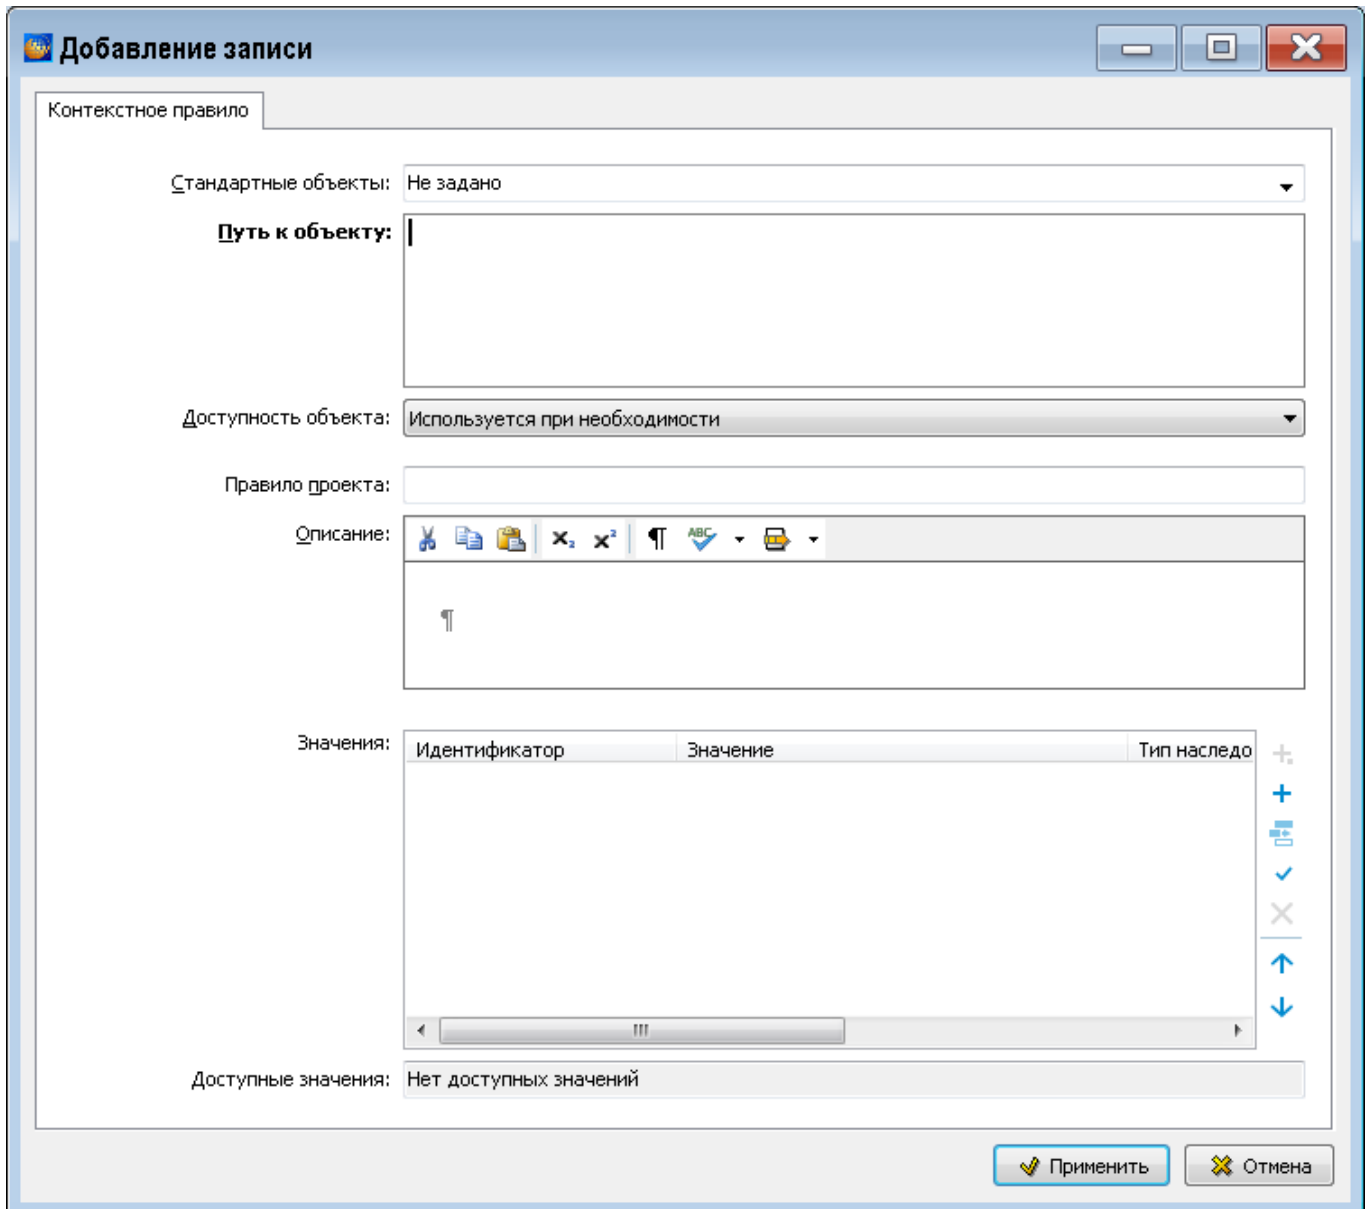 Добавление записи
Контекстное правило
Стандартные объекты: Не задано
Путь к объекту:
Доступность объекта: Используется при необходимости
Правило проекта:
Описание:
ABC
¶
Значения: Идентификатор Значение Тип наследо
Доступные значения: Нет доступных значений
Применить Отмена